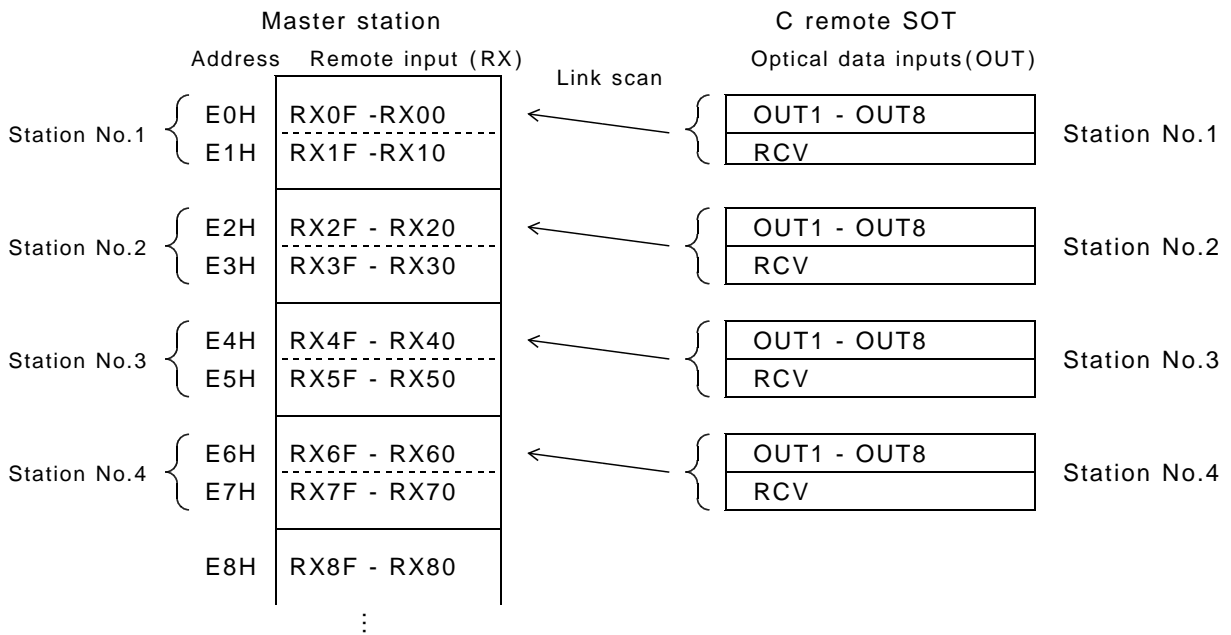 Master station
C remote SOT
Address Remote input (RX)
Link scan
Optical data inputs(OUT)
Station No.1
E0H RX0F -RX00
E1H RX1F -RX10
OUT1 - OUT8
RCV
Station No.1
Station No.2
E2H RX2F - RX20
E3H RX3F - RX30
OUT1 - OUT8
RCV
Station No.2
Station No.3
E4H RX4F - RX40
E5H RX5F - RX50
OUT1 - OUT8
RCV
Station No.3
Station No.4
E6H RX6F - RX60
E7H RX7F - RX70
OUT1 - OUT8
RCV
Station No.4
E8H RX8F - RX80
⋮